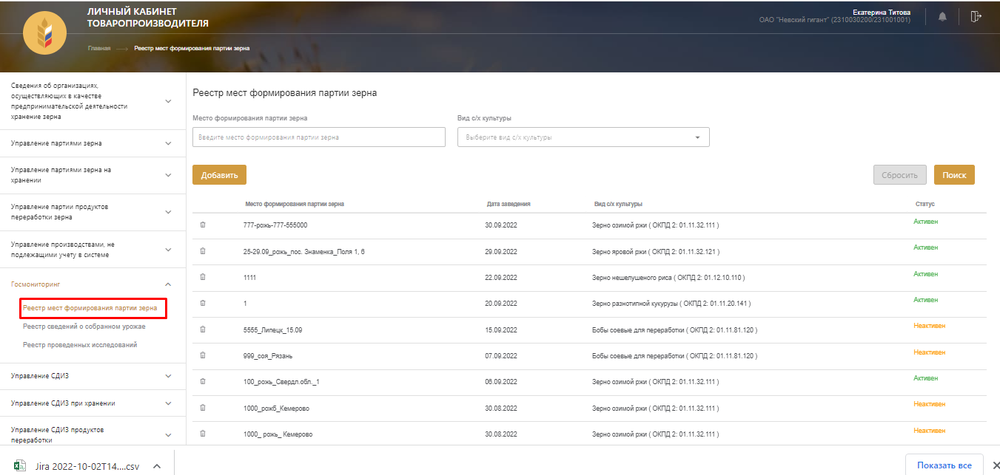 ЛИЧНЫЙ КАБИНЕТ
ТОВАРОПРОИЗВОДИТЕЛЯ
Екатерина Титова
ОАО "Невский гигант" (2310030200/231001001)
Главная
Реестр мест формирования партии зерна
Сведения об организациях,
осуществляющих в качестве
предпринимательской деятельности
хранение зерна
Управление партиями зерна
Управление партиями зерна на
хранении
Управление партии продуктов
переработки зерна
Управление производствами, не
подлежащими учету в системе
Госмониторинг
Реестр мест формирования партии зерна
Реестр сведений о собранном урожае
Реестр проведенных исследований
Управление СДИЗ
Управление СДИЗ при хранении
Управление СДИЗ продуктов
переработки
Реестр мест формирования партии зерна
Место формирования партии зерна
Вид с/х культуры
Введите место формирования партии зерна
Выберите вид с/х культуры
Добавить
Сбросить
Поиск
Место формирования партии зерна Дата заведения Вид с/х культуры Статус
777-рожь-777-555000 30.09.2022 Зерно озимой ржи ( ОКПД 2: 01.11.32.111 ) Активен
25-29.09_рожь_пос. Знаменка_Поля 1, 6 29.09.2022 Зерно яровой ржи ( ОКПД 2: 01.11.32.121 ) Активен
1111 22.09.2022 Зерно нешелушеного риса ( ОКПД 2: 01.12.10.110 ) Активен
1 20.09.2022 Зерно разнотипной кукурузы ( ОКПД 2: 01.11.20.141 ) Активен
5555_Липецк_15.09 15.09.2022 Бобы соевые для переработки ( ОКПД 2: 01.11.81.120 ) Неактивен
999_соя_Рязань 07.09.2022 Бобы соевые для переработки ( ОКПД 2: 01.11.81.120 ) Неактивен
100_рожь_Свердл.обл._1 06.09.2022 Зерно озимой ржи ( ОКПД 2: 01.11.32.111 ) Активен
1000_рожб_Кемерово 30.08.2022 Зерно озимой ржи ( ОКПД 2: 01.11.32.111 ) Неактивен
1000_ рожь_ Кемерово 30.08.2022 Зерно озимой ржи ( ОКПД 2: 01.11.32.111 ) Неактивен
Jira 2022-10-02T14....csv
Показать все